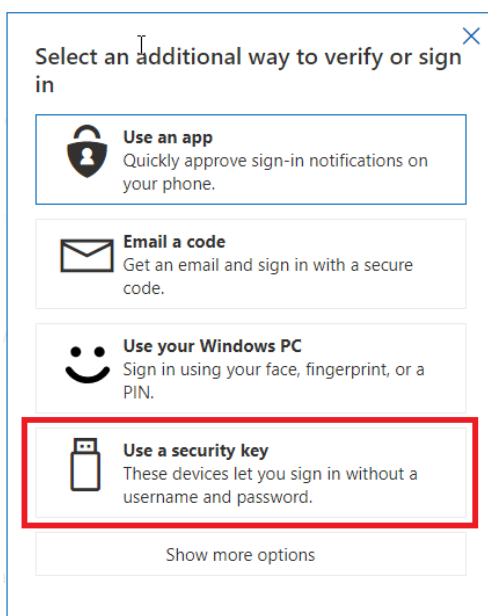 Select an additional way to verify or sign
in
Use an app
Quickly approve sign-in notifications on
your phone.
Email a code
Get an email and sign in with a secure
code.
Use your Windows PC
Sign in using your face, fingerprint, or a
PIN.
Use a security key
These devices let you sign in without a
username and password.
Show more options